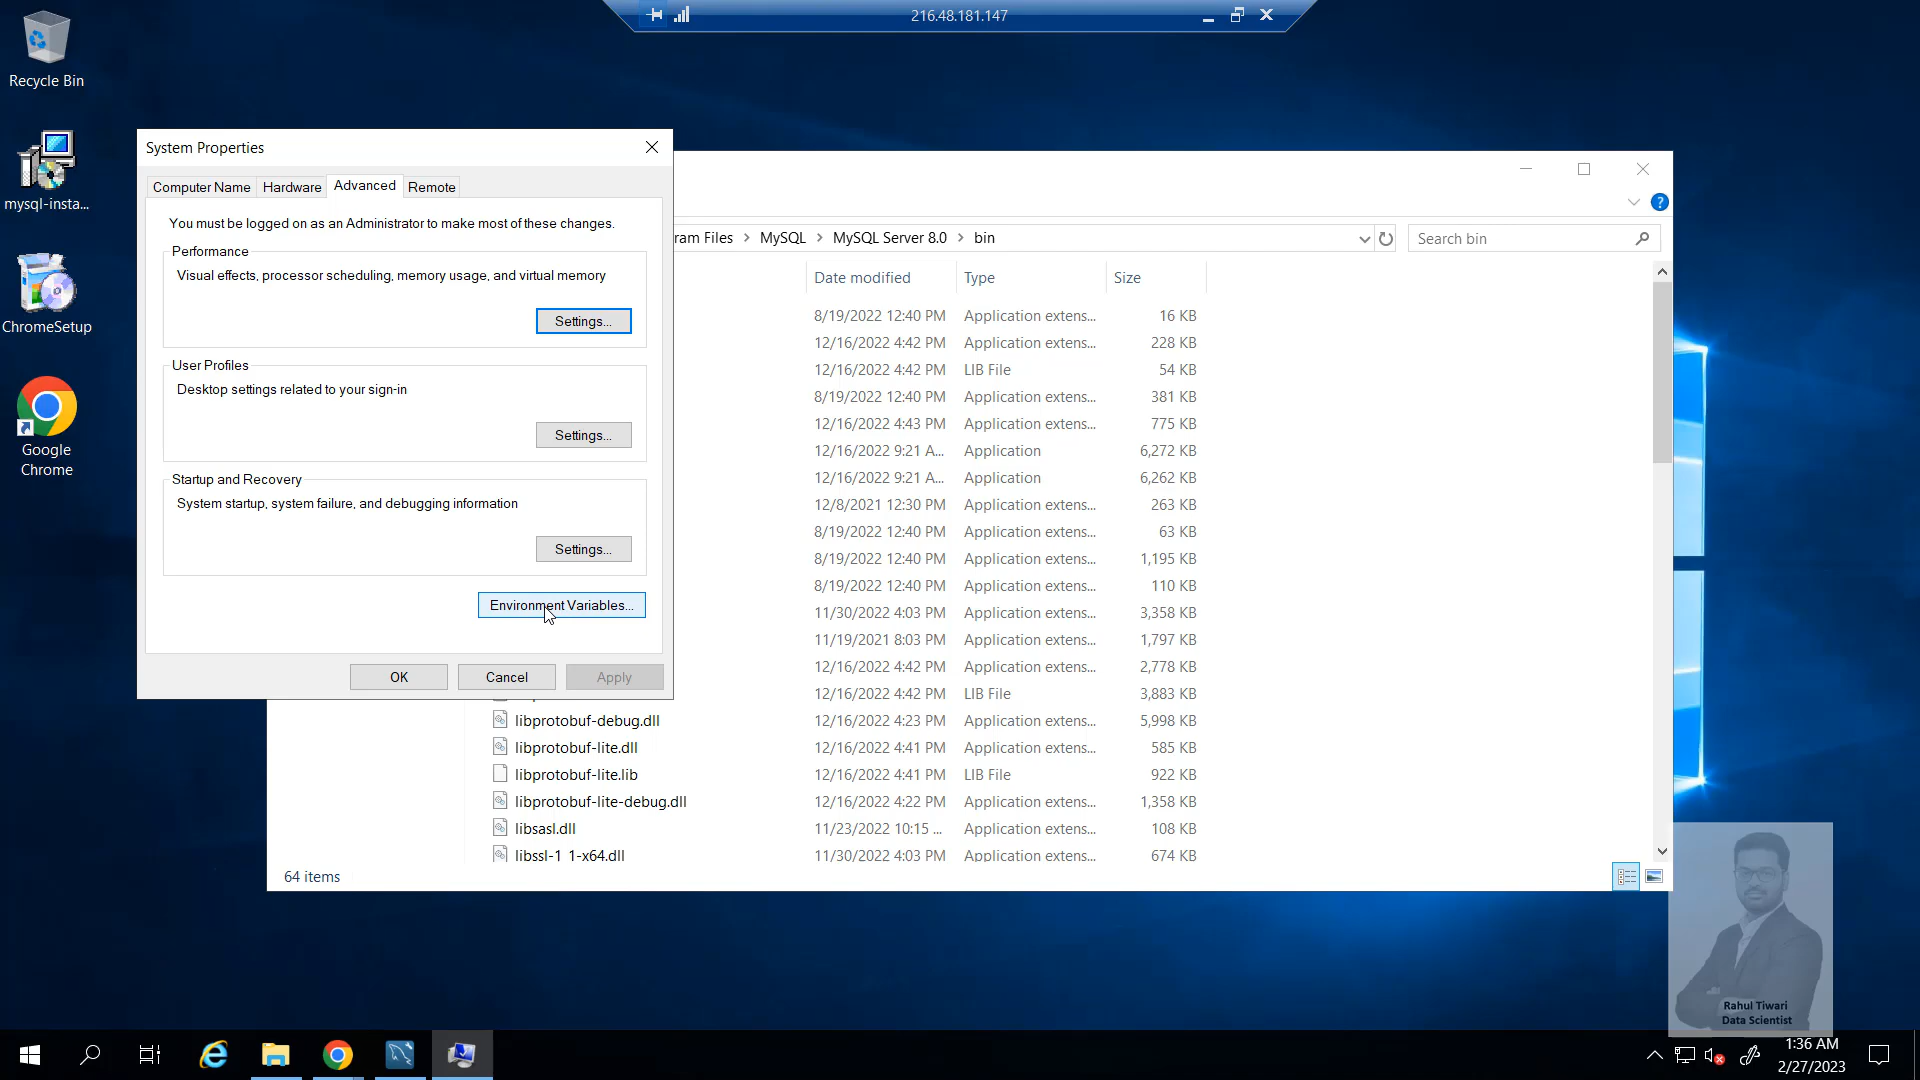 216.48.181.147
Recycle Bin
mysql-insta...
ChromeSetup
Google
Chrome
System Properties
Computer Name
Hardware
Advanced
Remote
You must be logged on as an Administrator to make most of these changes.
Performance
Visual effects, processor scheduling, memory usage, and virtual memory
Settings...
User Profiles
Desktop settings related to your sign-in
Settings...
Startup and Recovery
System startup, system failure, and debugging information
Settings...
Environment Variables...
OK
Cancel
Apply
ram Files > MySQL > MySQL Server 8.0 > bin
Search bin
Date modified Type Size
8/19/2022 12:40 PM Application extens... 16 KB
12/16/2022 4:42 PM Application extens... 228 KB
12/16/2022 4:42 PM LIB File 54 KB
8/19/2022 12:40 PM Application extens... 381 KB
12/16/2022 4:43 PM Application extens... 775 KB
12/16/2022 9:21 A... Application 6,272 KB
12/16/2022 9:21 A... Application 6,262 KB
12/8/2021 12:30 PM Application extens... 263 KB
8/19/2022 12:40 PM Application extens... 63 KB
8/19/2022 12:40 PM Application extens... 1,195 KB
8/19/2022 12:40 PM Application extens... 110 KB
11/30/2022 4:03 PM Application extens... 3,358 KB
11/19/2021 8:03 PM Application extens... 1,797 KB
12/16/2022 4:42 PM Application extens... 2,778 KB
12/16/2022 4:42 PM LIB File 3,883 KB
libprotobuf-debug.dll 12/16/2022 4:23 PM Application extens... 5,998 KB
libprotobuf-lite.dll 12/16/2022 4:41 PM Application extens... 585 KB
libprotobuf-lite.lib 12/16/2022 4:41 PM LIB File 922 KB
libprotobuf-lite-debug.dll 12/16/2022 4:22 PM Application extens... 1,358 KB
libsasl.dll 11/23/2022 10:15 ... Application extens... 108 KB
libssl-1 1-x64.dll 11/30/2022 4:03 PM Application extens... 674 KB
64 items
Rahul Tiwari
Data Scientist
1:36 AM
2/27/2023